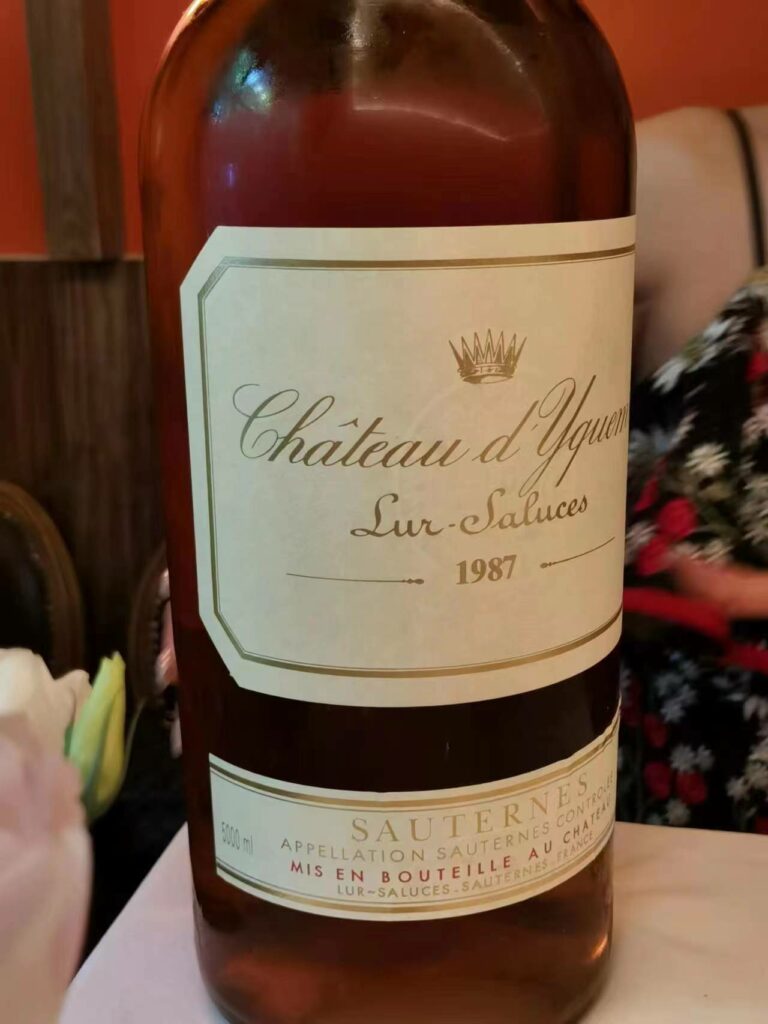 Château d'Yquem
Lur-Saluces
1987
SAUTERNES
5000 ml
APPELLATION SAUTERNES CONTROLÉE
MIS EN BOUTEILLE AU CHATEAU
LUR-SALUCES-SAUTERNES-FRANCE